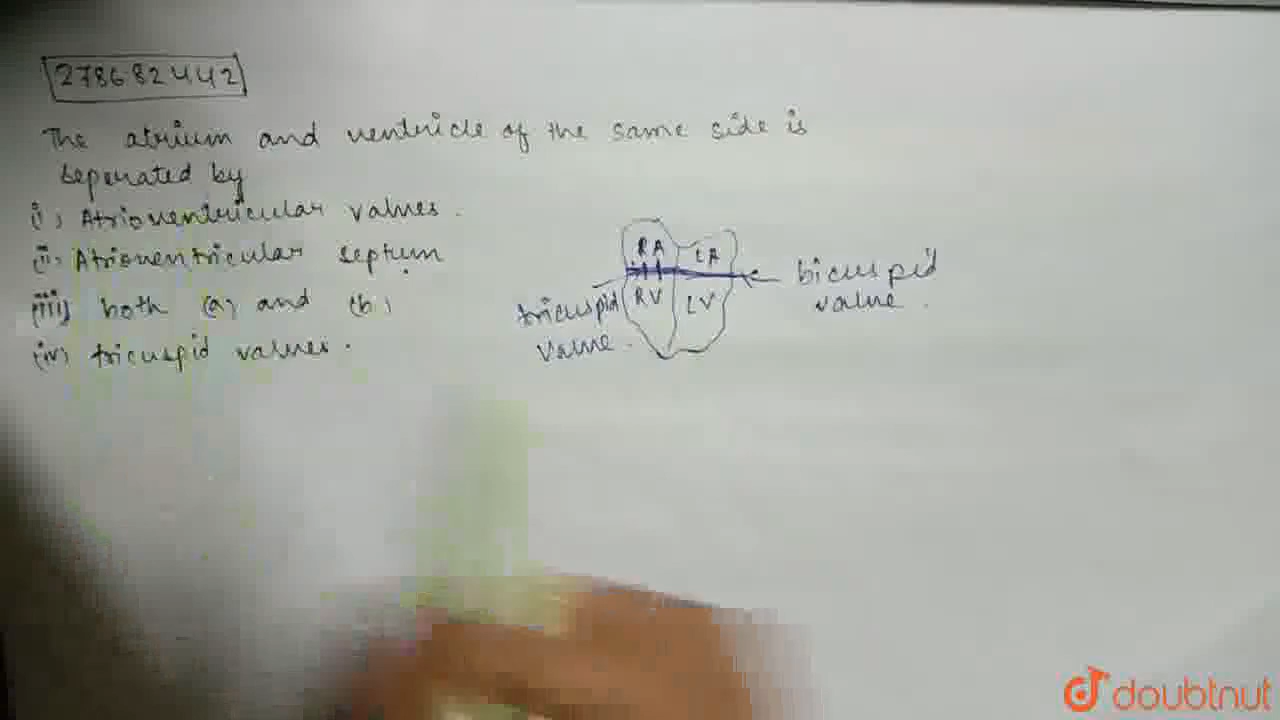 278682442
The atrium and ventricle of the same side is
seperated by
(i) Atrioventricular valves.
(ii) Atrioventricular septum
(iii) both (a) and (b)
(iv) tricuspid valves.
RA LA
RV LV
tricuspid
valve.
bicuspid
valve.
doubtnut